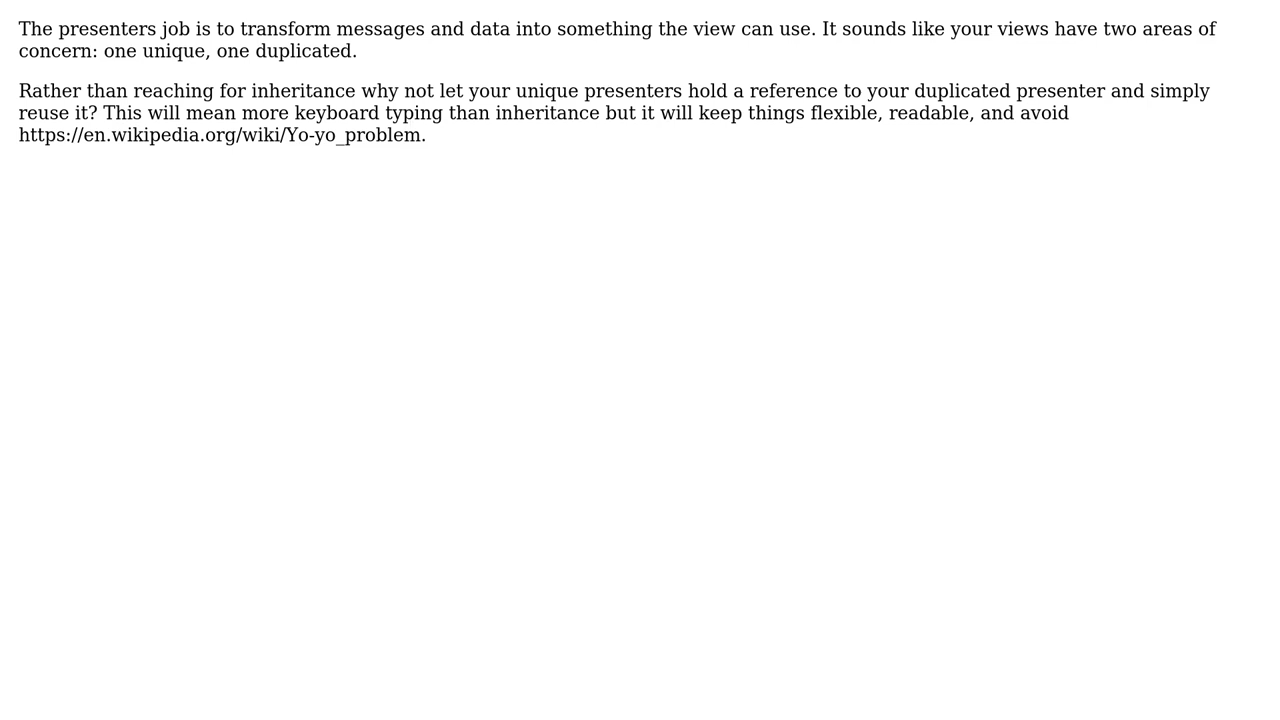 The presenters job is to transform messages and data into something the view can use. It sounds like your views have two areas of
concern: one unique, one duplicated.
Rather than reaching for inheritance why not let your unique presenters hold a reference to your duplicated presenter and simply
reuse it? This will mean more keyboard typing than inheritance but it will keep things flexible, readable, and avoid
https://en.wikipedia.org/wiki/Yo-yo_problem.